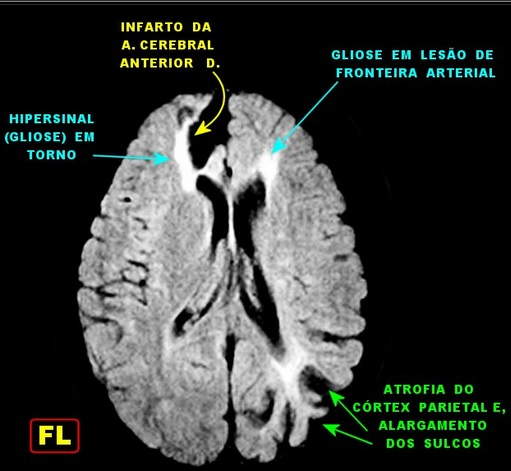 INFARTO DA
A. CEREBRAL
ANTERIOR D.
GLIOSE EM LESÃO DE
FRONTEIRA ARTERIAL
HIPERSINAL
(GLIOSE) EM
TORNO
ATROFIA DO
CÓRTEX PARIETAL E,
ALARGAMENTO
DOS SULCOS
FL